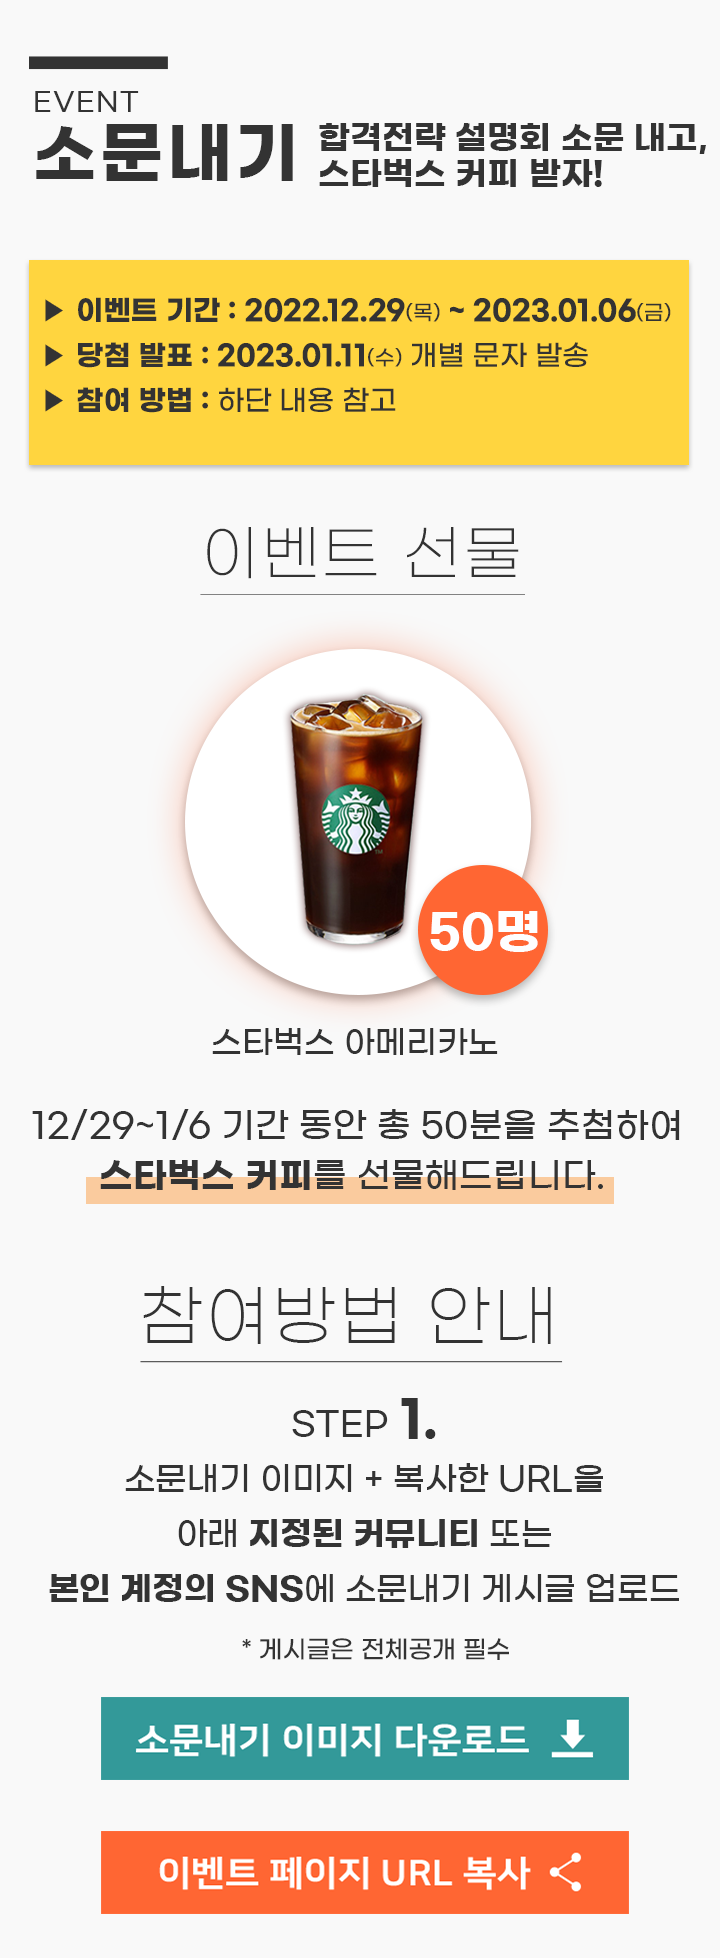 EVENT
소문내기
합격전략 설명회 소문 내고,
스타벅스 커피 받자!
▶ 이벤트 기간 : 2022.12.29(목) ~ 2023.01.06(금)
▶ 당첨 발표 : 2023.01.11(수) 개별 문자 발송
▶ 참여 방법 : 하단 내용 참고
이벤트 선물
50명
스타벅스 아메리카노
12/29~1/6 기간 동안 총 50분을 추첨하여
스타벅스 커피를 선물해드립니다.
참여방법 안내
STEP 1.
소문내기 이미지 + 복사한 URL을
아래 지정된 커뮤니티 또는
본인 계정의 SNS에 소문내기 게시글 업로드
* 게시글은 전체공개 필수
소문내기 이미지 다운로드
이벤트 페이지 URL 복사